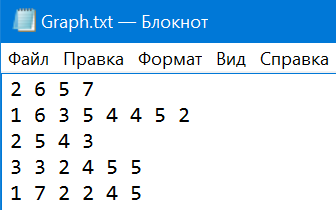 Graph.txt — Блокнот
Файл Правка Формат Вид Справка
2 6 5 7
1 6 3 5 4 4 5 2
2 5 4 3
3 3 2 4 5 5
1 7 2 2 4 5